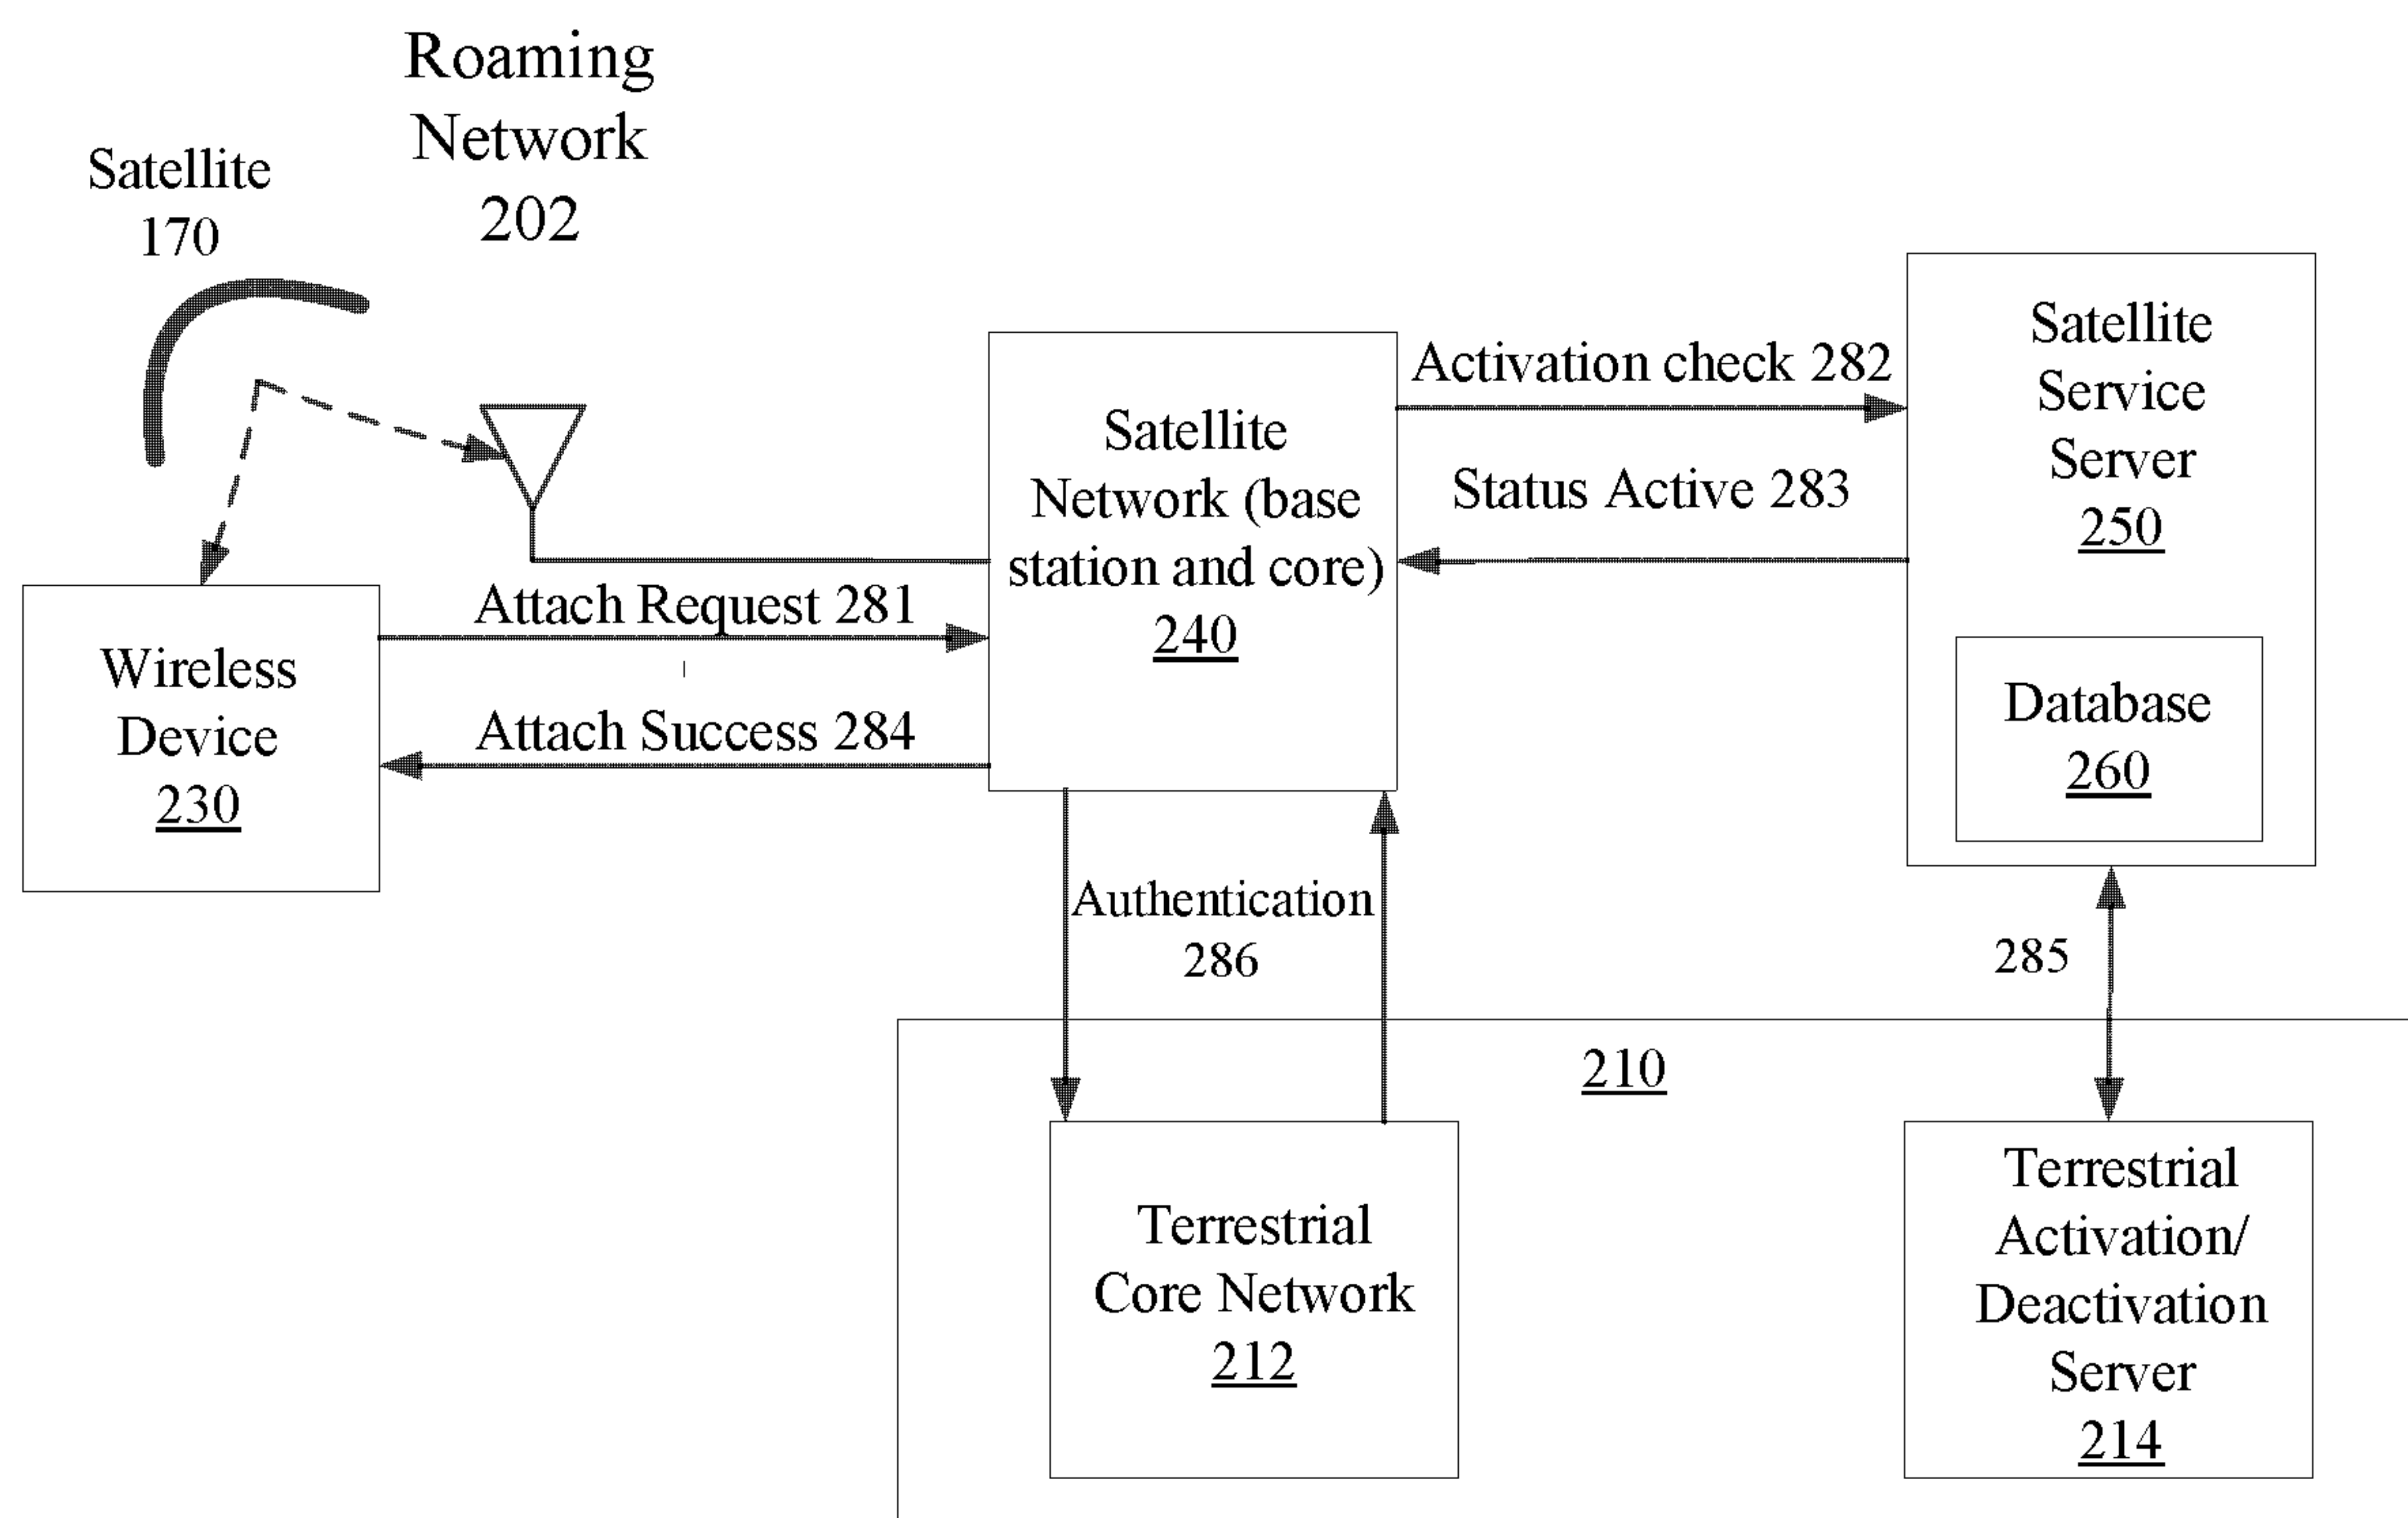 Roaming
Network
202
Satellite
170
Satellite
Network (base
station and core)
240
Activation check 282
Status Active 283
Satellite
Service
Server
250
Database
260
Attach Request 281
Attach Success 284
Wireless
Device
230
Authentication
286
285
210
Terrestrial
Core Network
212
Terrestrial
Activation/
Deactivation
Server
214